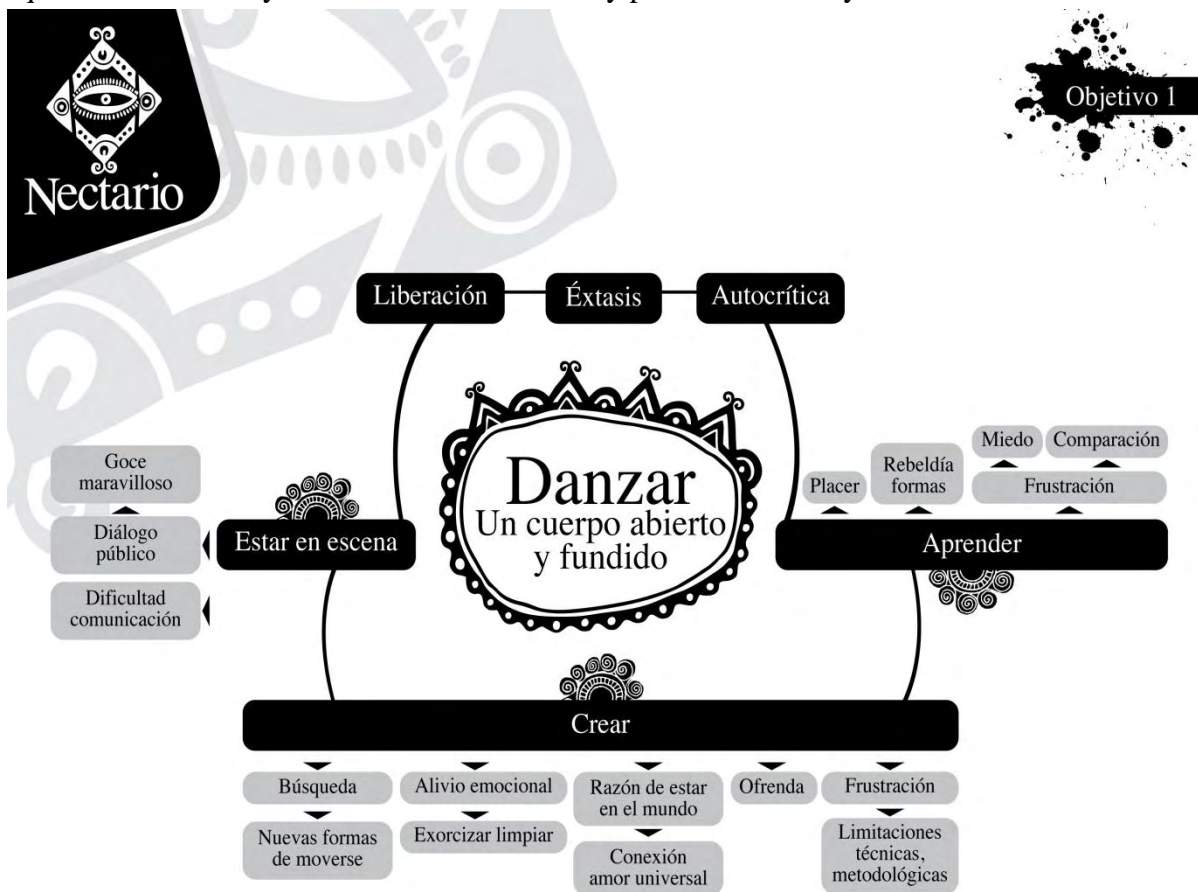 Nectario
Objetivo 1
Liberación
Éxtasis
Autocrítica
Danzar
Un cuerpo abierto
y fundido
Goce
maravilloso
Diálogo
público
Dificultad
comunicación
Estar en escena
Miedo
Comparación
Placer
Rebeldía
formas
Frustración
Aprender
Crear
Búsqueda
Nuevas formas
de moverse
Alivio emocional
Exorcizar limpiar
Razón de estar
en el mundo
Conexión
amor universal
Ofrenda
Frustración
Limitaciones
técnicas,
metodológicas